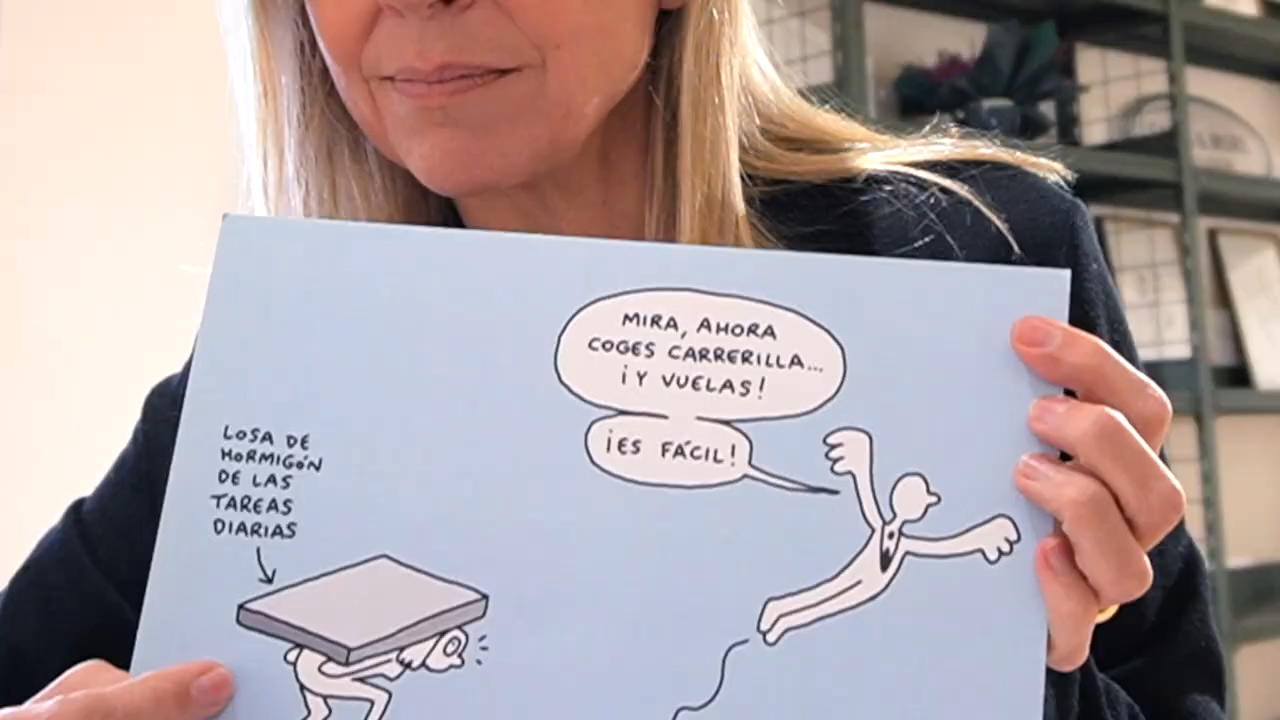 MIRA, AHORA
COGES CARRERILLA...
¡Y VUELAS!
¡ES FÁCIL!
LOSA DE
HORMIGÓN
DE LAS
TAREAS
DIARIAS